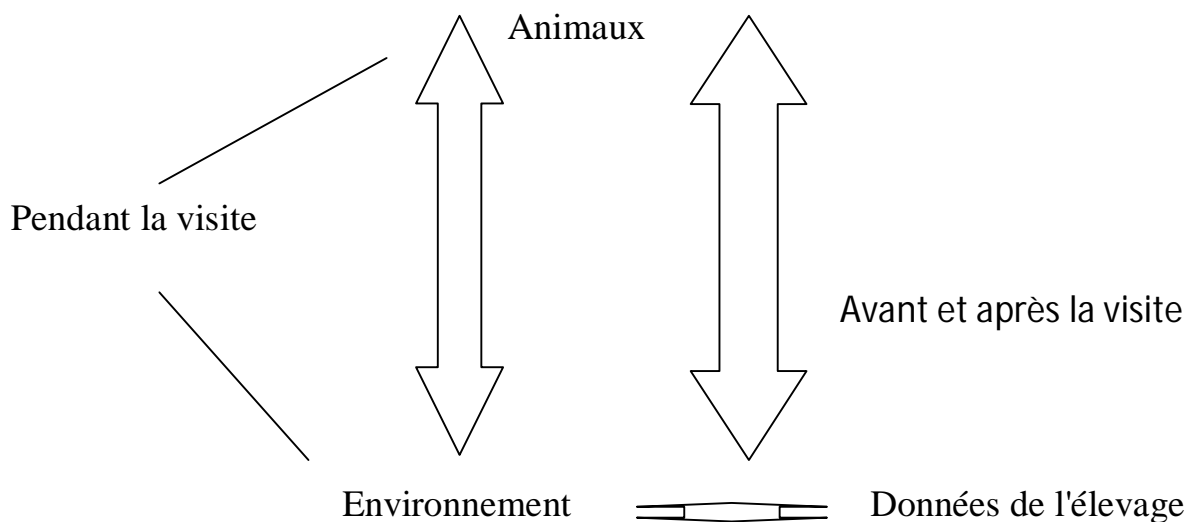 Animaux
Pendant la visite
Avant et après la visite
Environnement
Données de l'élevage